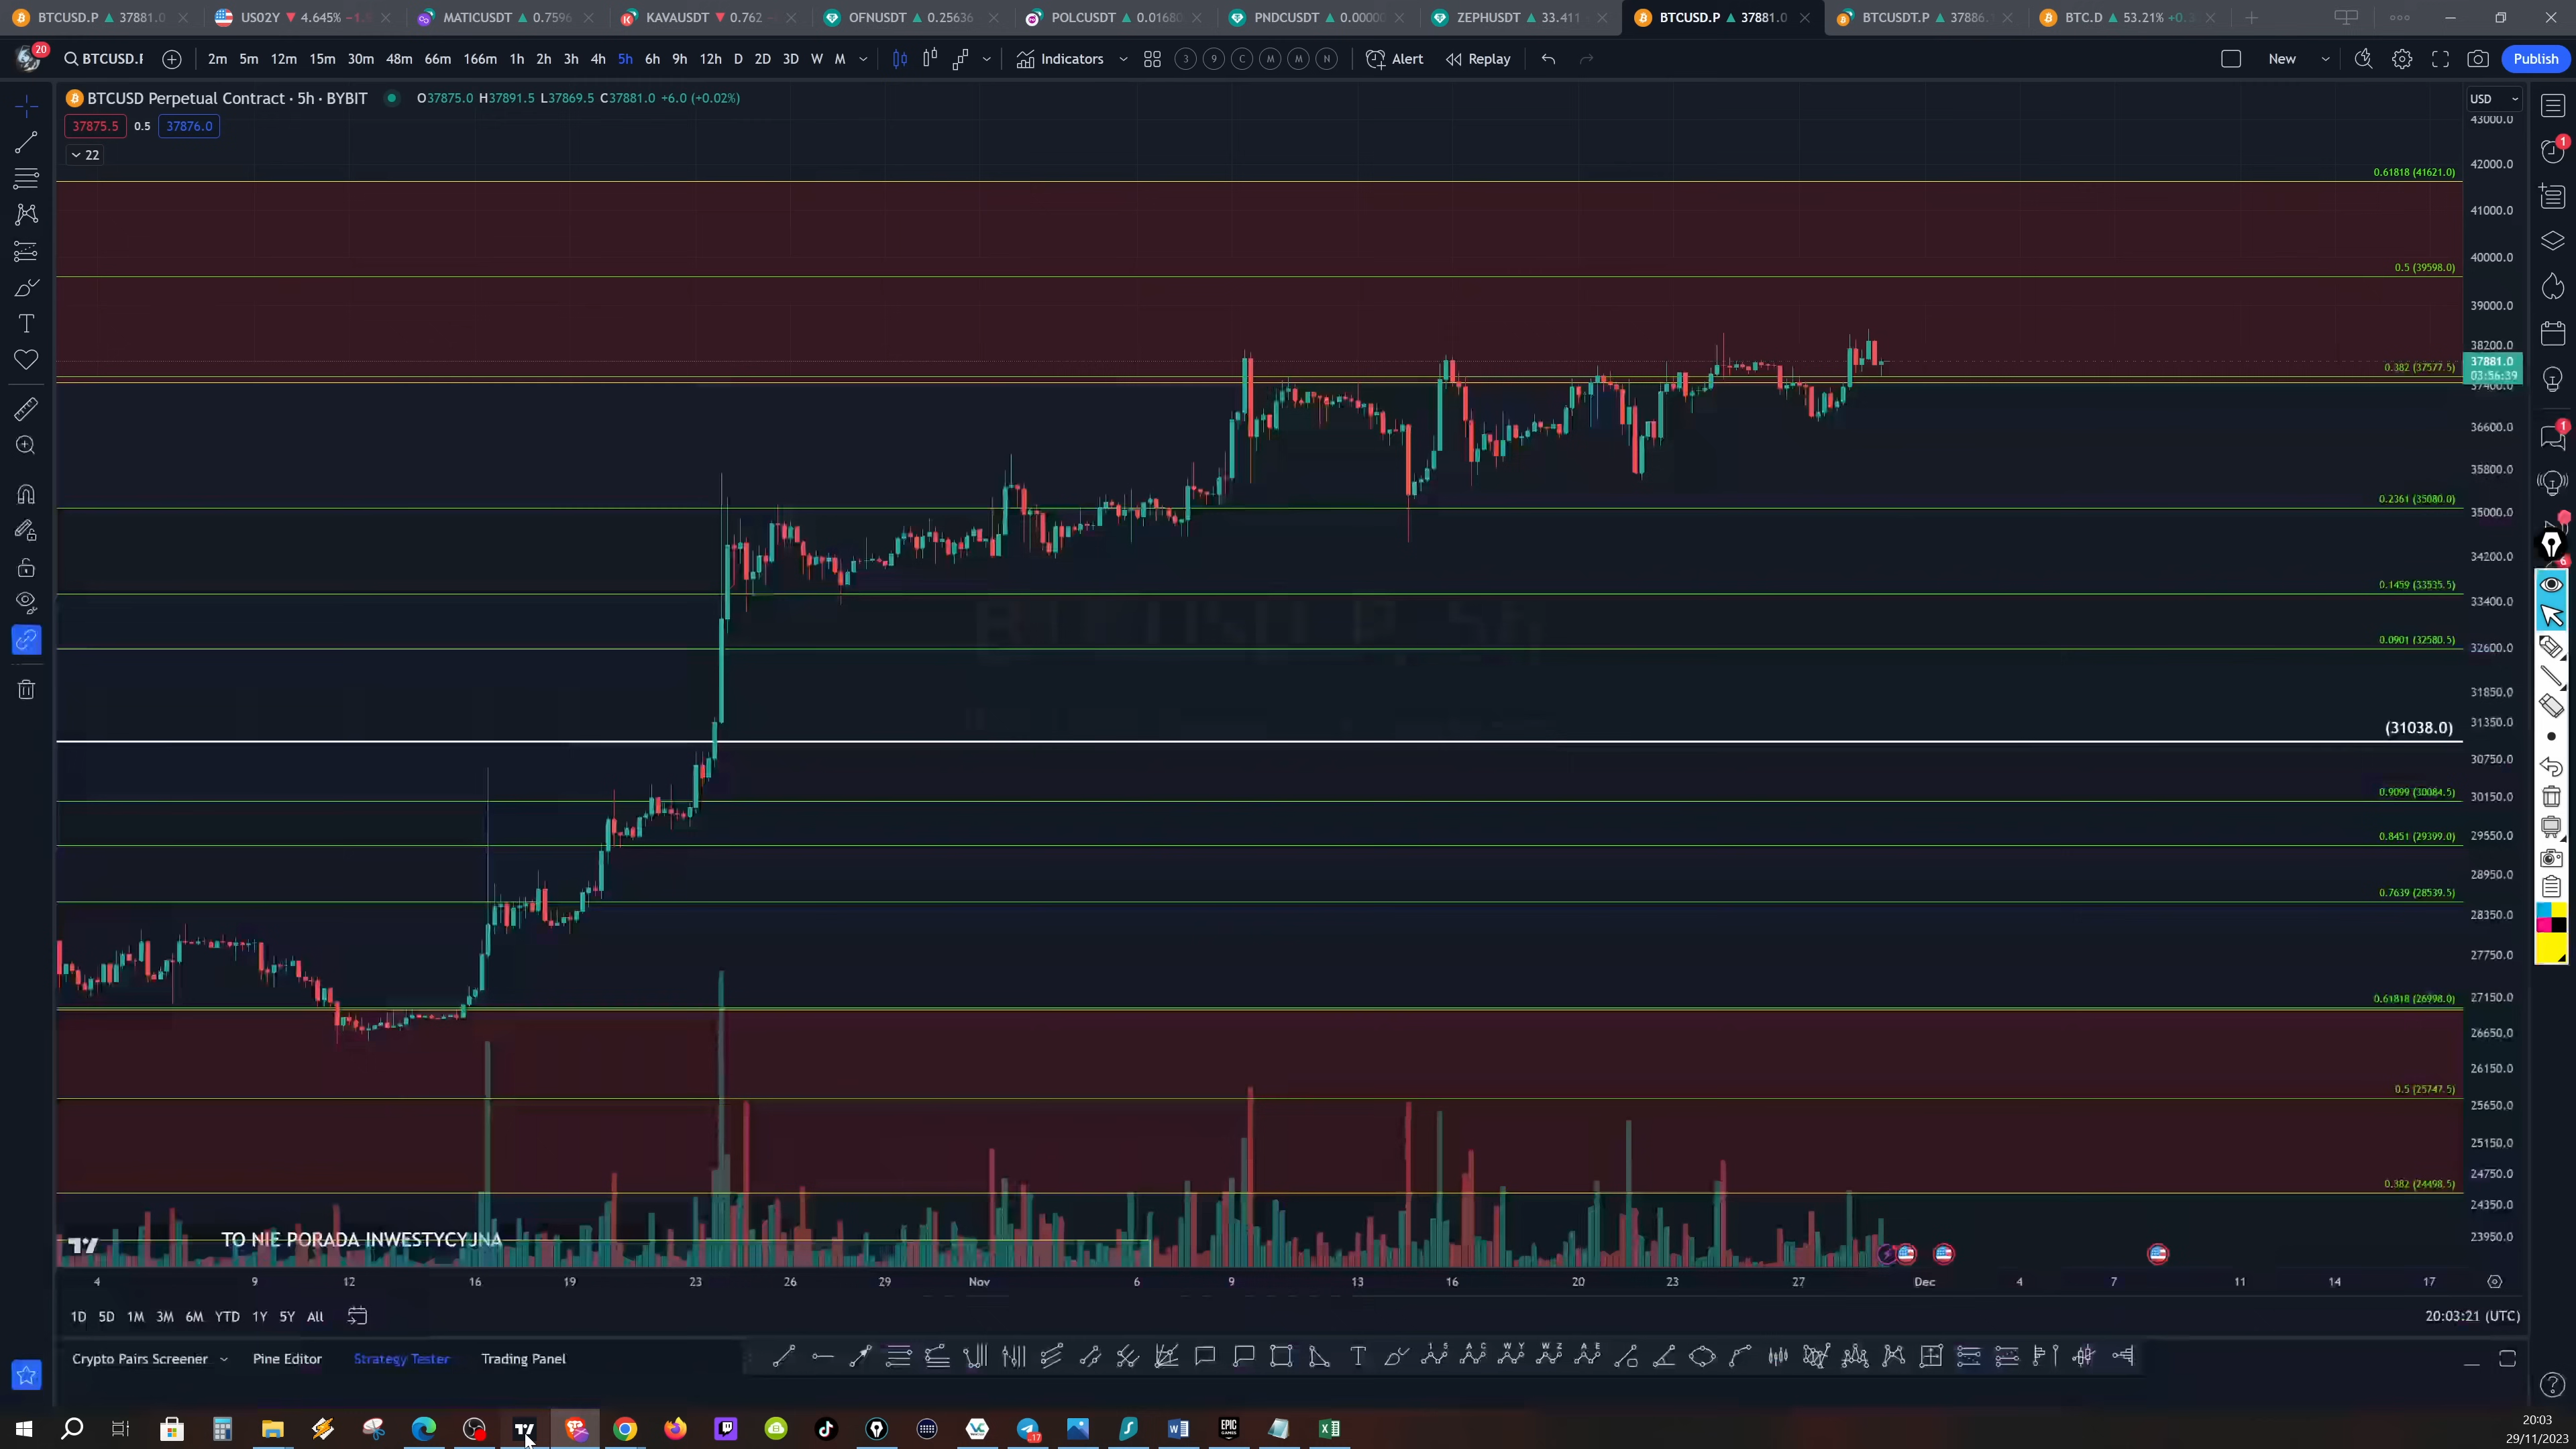 BTCUSD.P ▲ 37881.0
US02Y ▼ 4.645%
MATICUSDT ▲ 0.7596
KAVAUSDT ▼ 0.762
OFNUSDT ▲ 0.25636
POLCUSDT ▲ 0.01680
PNDCUSDT ▲ 0.00000
ZEPHUSDT ▲ 33.411
BTCUSD.P ▲ 37881.0
BTCUSDT.P ▲ 37886.
BTC.D ▲ 53.21%
20
BTCUSD.P 2m 5m 12m 15m 30m 48m 66m 166m 1h 2h 3h 4h 5h 6h 9h 12h D 2D 3D W M Indicators 3 9 C M M N Alert Replay New Publish
BTCUSD Perpetual Contract · 5h · BYBIT O37875.0 H37891.5 L37869.5 C37881.0 +6.0 (+0.02%)
USD
37875.5 0.5 37876.0
22
43000.0
42000.0
0.61818 (41621.0)
41000.0
40000.0
0.5 (39598.0)
39000.0
38200.0
37881.0
0.382 (37577.5)
03:56:39
37400.0
36600.0
35800.0
0.2361 (35080.0)
35000.0
34200.0
0.1459 (33535.5)
33400.0
BTCUSD.P, 5h
0.0901 (32580.5)
32600.0
31850.0
31350.0
(31038.0)
30750.0
0.9099 (30084.5)
30150.0
0.8451 (29399.0)
29550.0
28950.0
0.7639 (28539.5)
28350.0
27750.0
0.61818 (26998.0)
27150.0
26650.0
26150.0
0.5 (25747.5)
25650.0
25150.0
24750.0
0.382 (24498.5)
24350.0
23950.0
TO NIE PORADA INWESTYCYJNA
4 9 12 16 19 23 26 29 Nov 6 9 13 16 20 23 27 Dec 4 7 11 14 17
1D 5D 1M 3M 6M YTD 1Y 5Y All
20:03:21 (UTC)
Crypto Pairs Screener Pine Editor Strategy Tester Trading Panel
20:03
29/11/2023